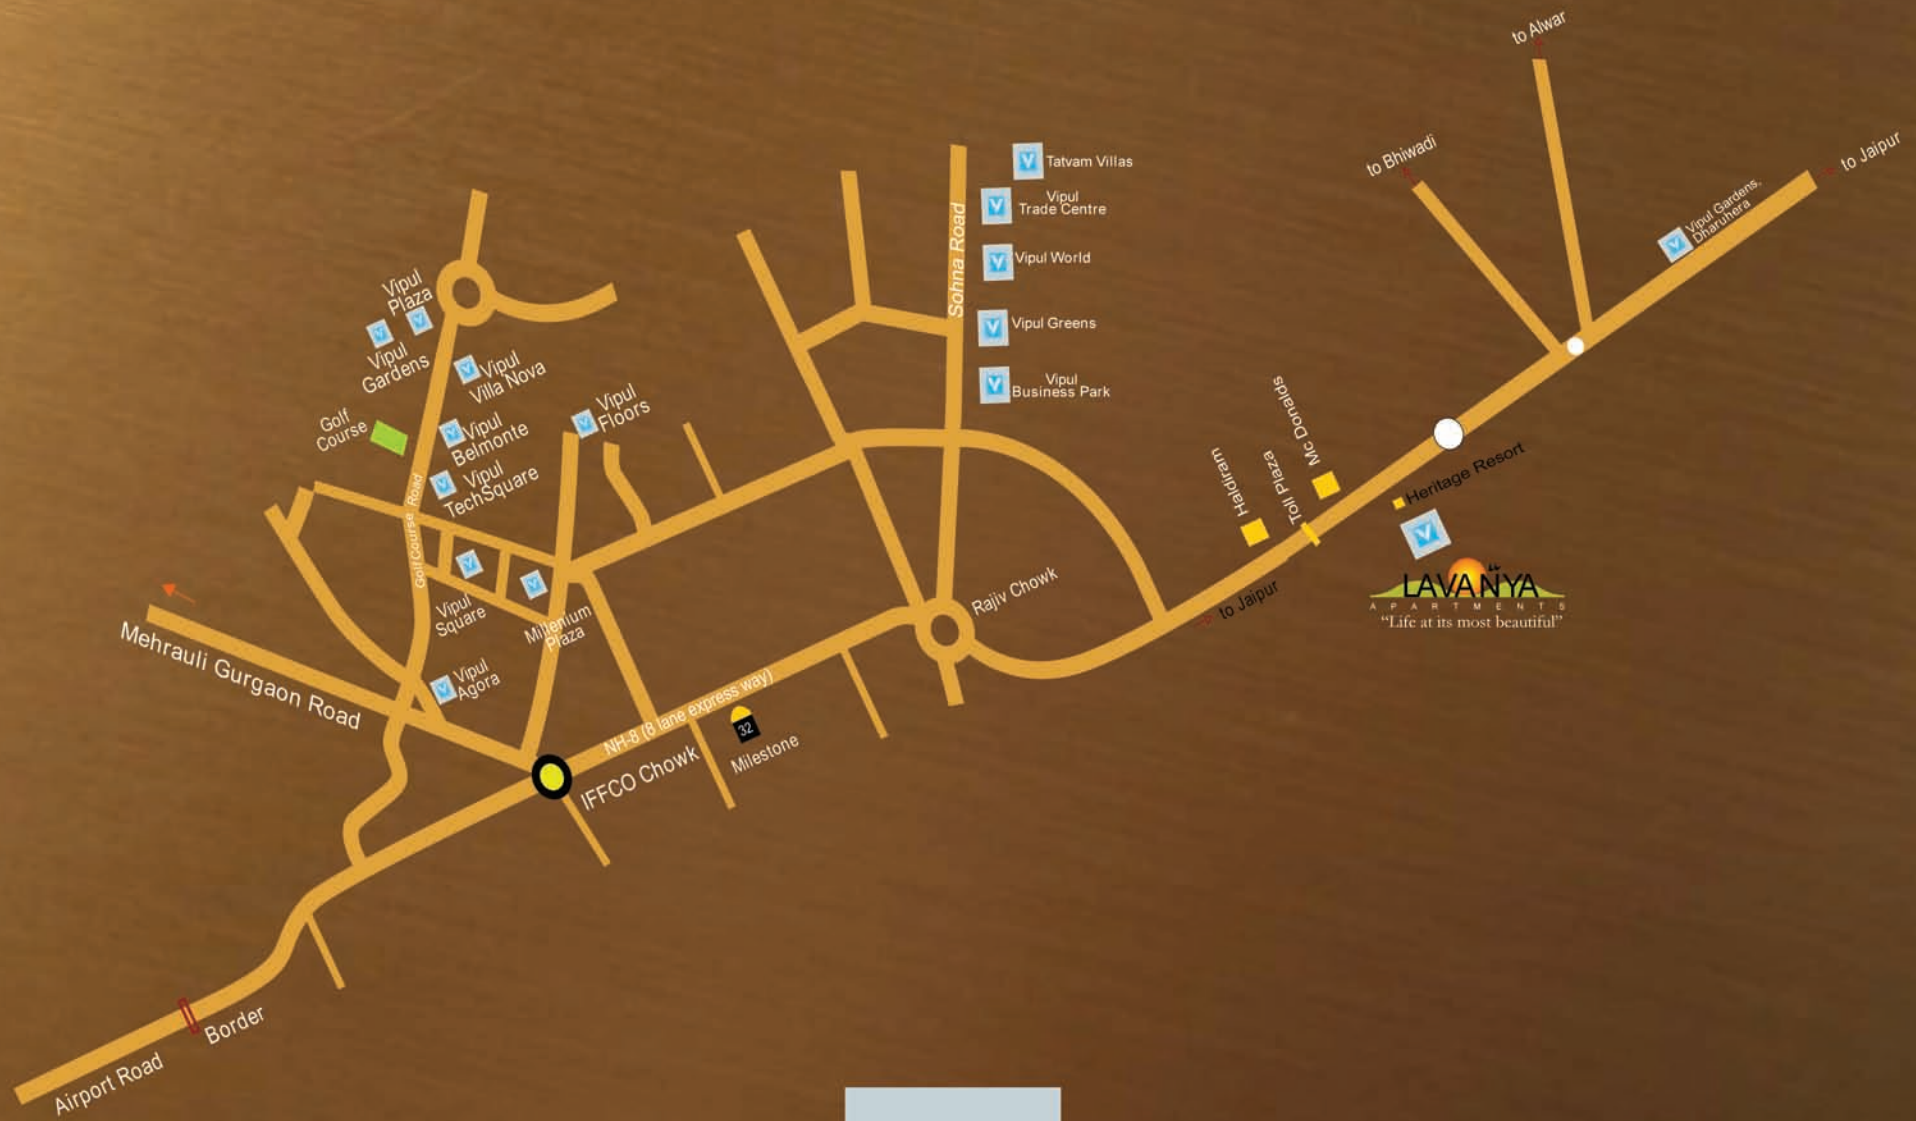 to Alwar
to Bhiwadi
to Jaipur
Vipul Gardens,
Dharuhera
Tatvam Villas
Vipul
Trade Centre
Vipul World
Vipul Greens
Vipul
Business Park
Sohna Road
Vipul
Plaza
Vipul
Gardens
Vipul
Villa Nova
Golf
Course
Vipul
Belmonte
Vipul
Floors
Vipul
TechSquare
GolfCourse Road
Vipul
Square
Millenium
Plaza
Vipul
Agora
Mehrauli Gurgaon Road
Rajiv Chowk
NH-8 (8 lane express way)
IFFCO Chowk
32
Milestone
Haldiram
Toll Plaza
Mc Donalds
to Jaipur
Heritage Resort
LAVANYA
APARTMENTS
“Life at its most beautiful”
Border
Airport Road